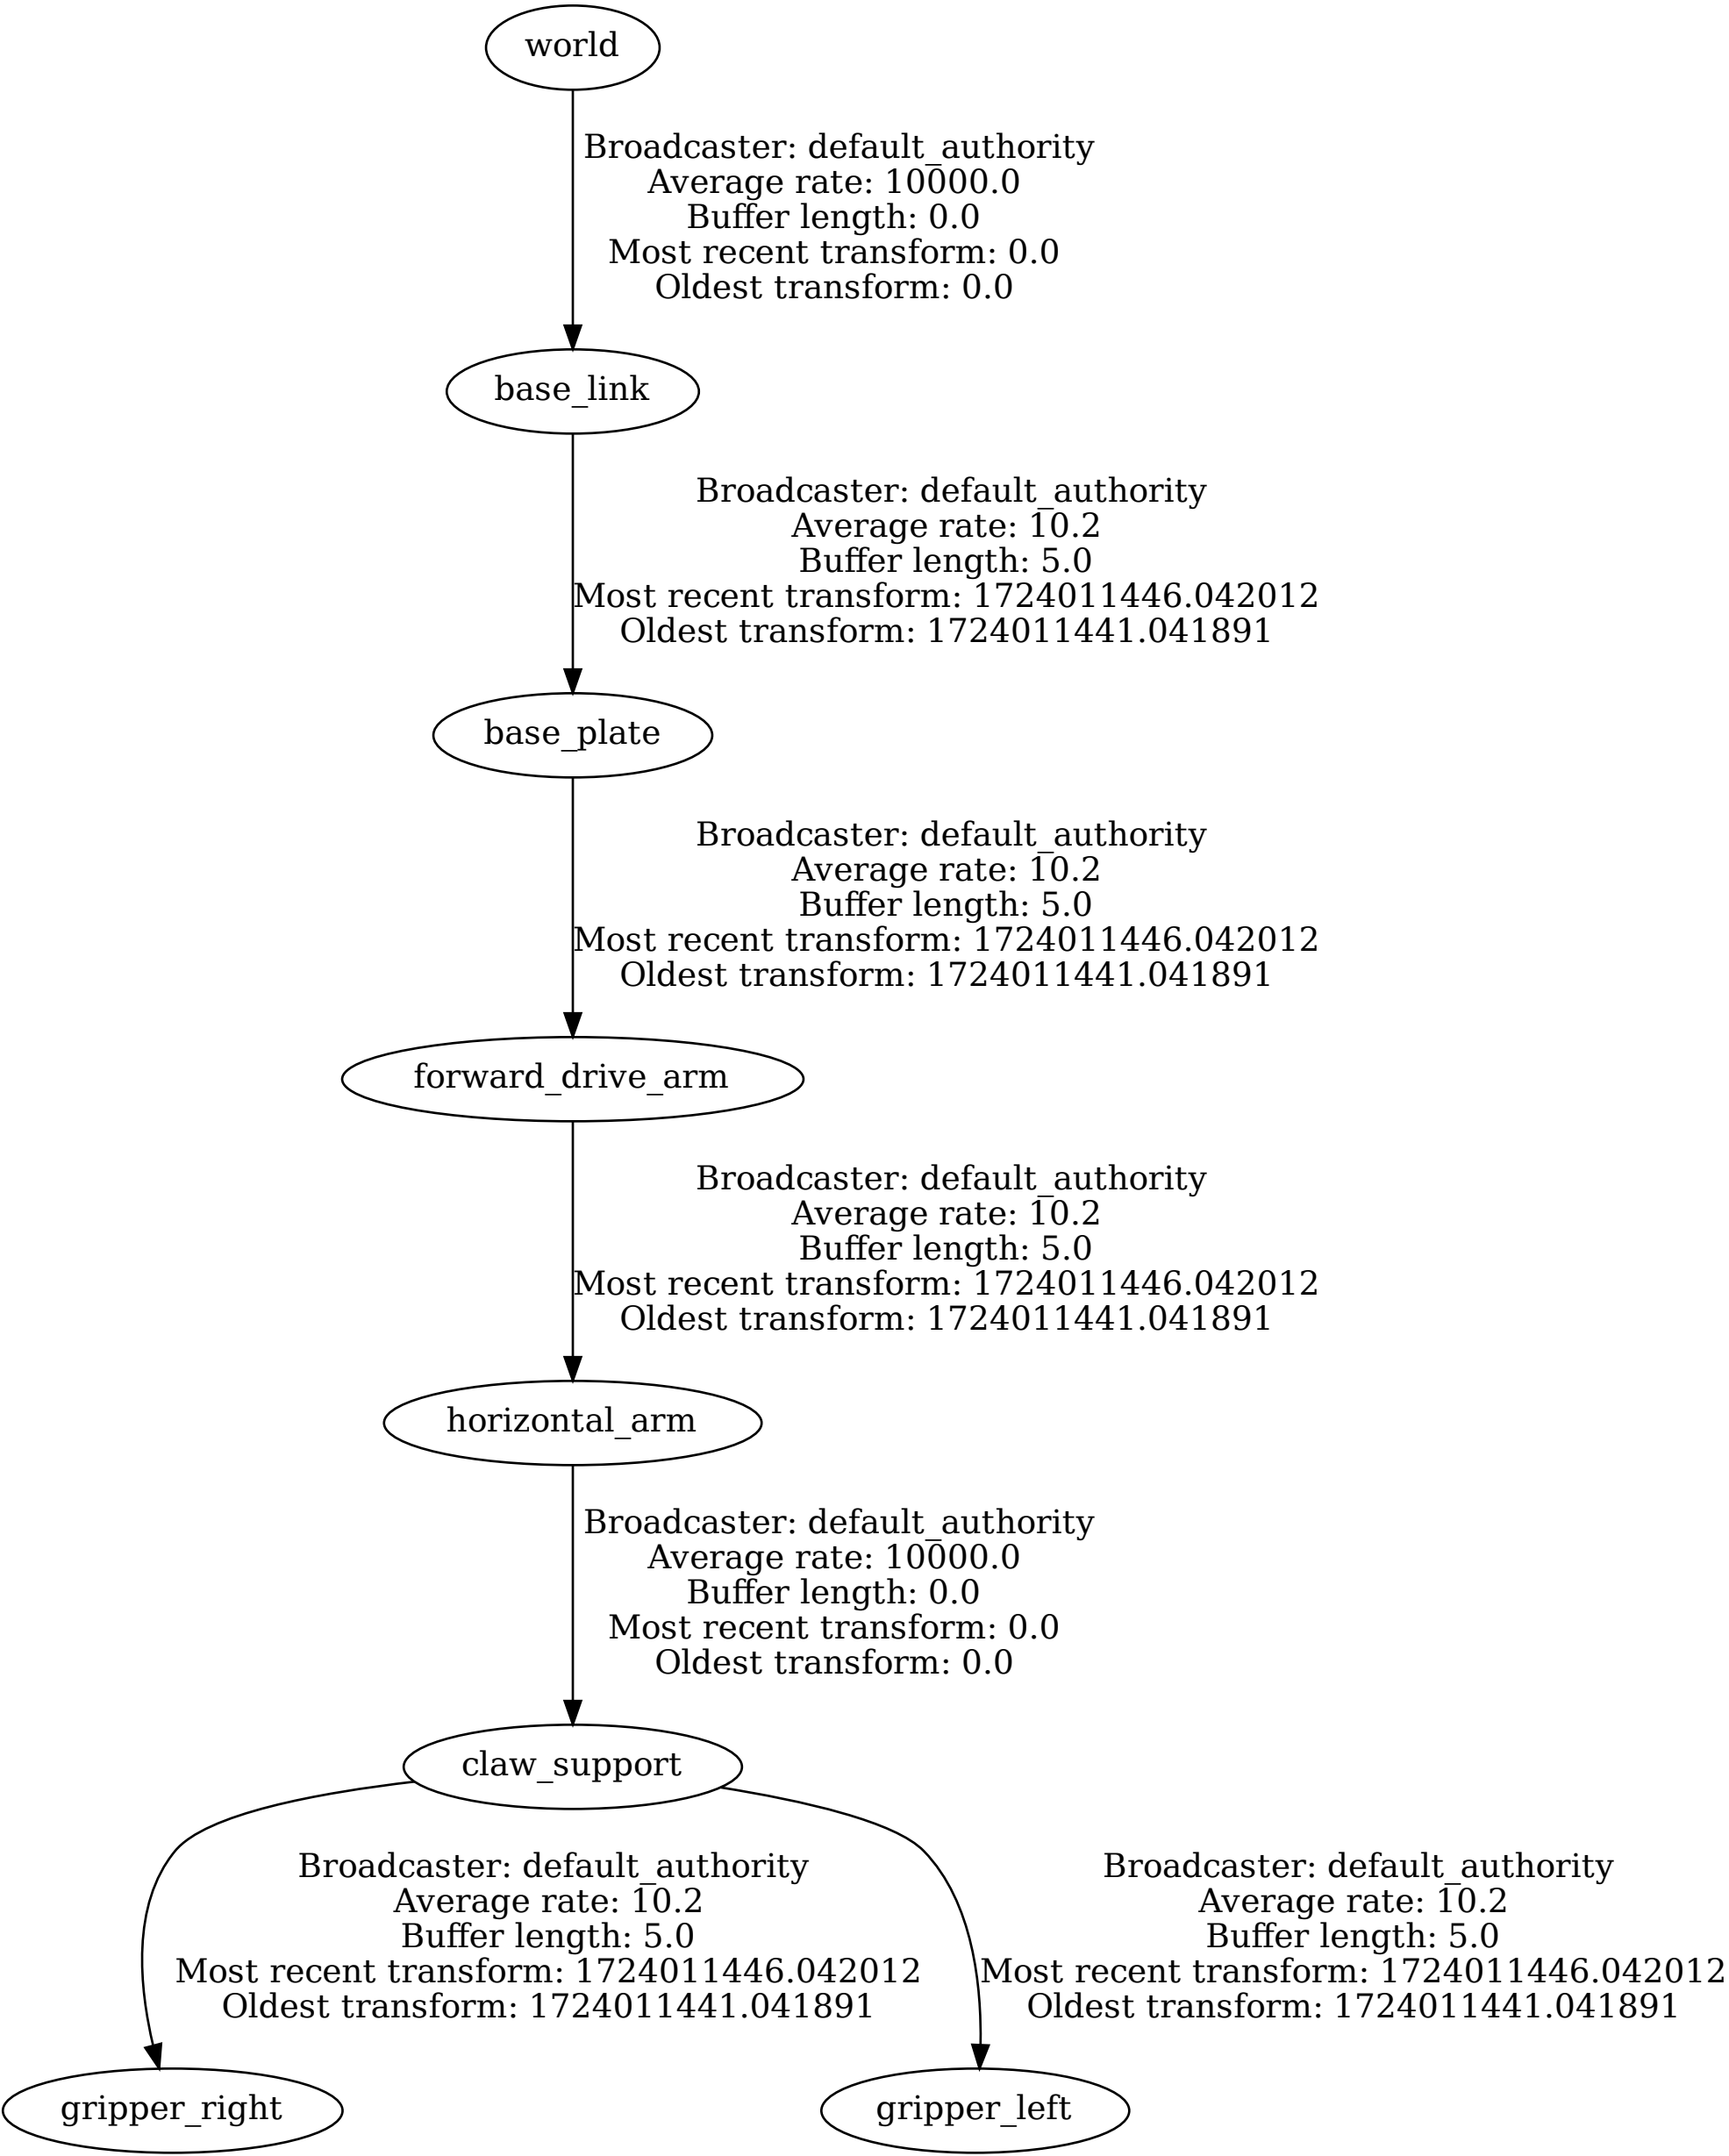 world
Broadcaster: default_authority
Average rate: 10000.0
Buffer length: 0.0
Most recent transform: 0.0
Oldest transform: 0.0
base_link
Broadcaster: default_authority
Average rate: 10.2
Buffer length: 5.0
Most recent transform: 1724011446.042012
Oldest transform: 1724011441.041891
base_plate
Broadcaster: default_authority
Average rate: 10.2
Buffer length: 5.0
Most recent transform: 1724011446.042012
Oldest transform: 1724011441.041891
forward_drive_arm
Broadcaster: default_authority
Average rate: 10.2
Buffer length: 5.0
Most recent transform: 1724011446.042012
Oldest transform: 1724011441.041891
horizontal_arm
Broadcaster: default_authority
Average rate: 10000.0
Buffer length: 0.0
Most recent transform: 0.0
Oldest transform: 0.0
claw_support
Broadcaster: default_authority
Average rate: 10.2
Buffer length: 5.0
Most recent transform: 1724011446.042012
Oldest transform: 1724011441.041891
Broadcaster: default_authority
Average rate: 10.2
Buffer length: 5.0
Most recent transform: 1724011446.042012
Oldest transform: 1724011441.041891
gripper_right
gripper_left